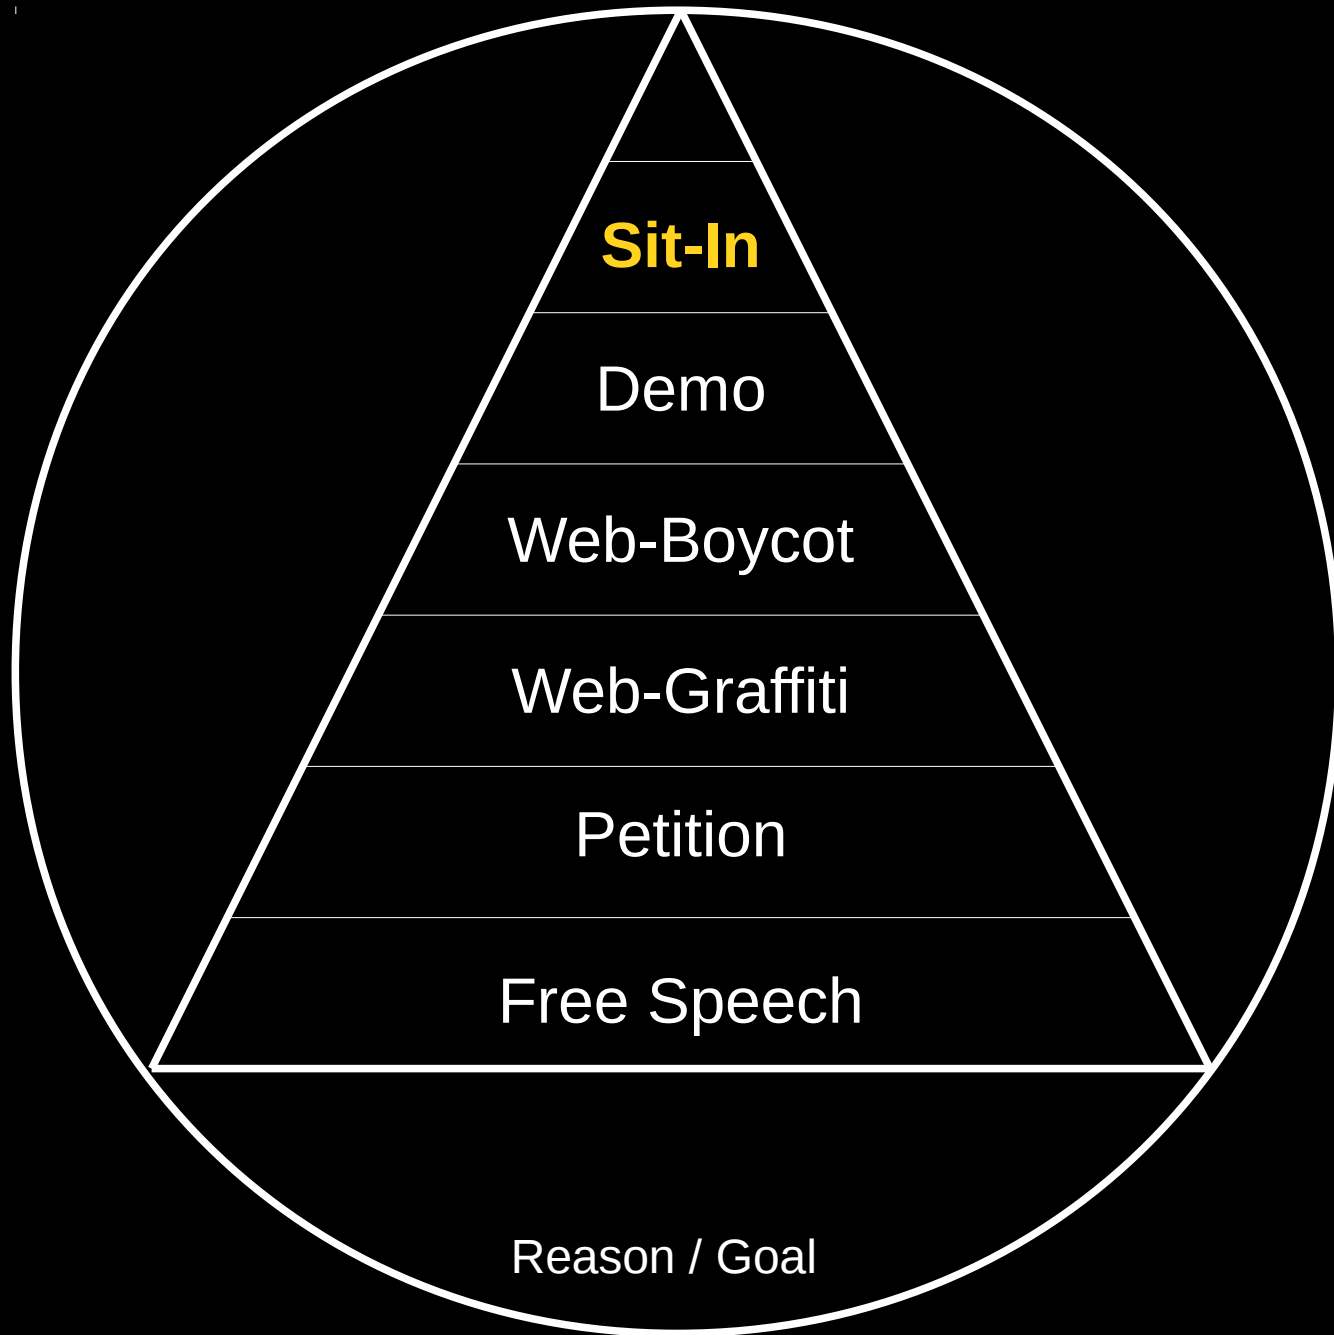 Sit-In
Demo
Web-Boycot
Web-Graffiti
Petition
Free Speech
Reason / Goal